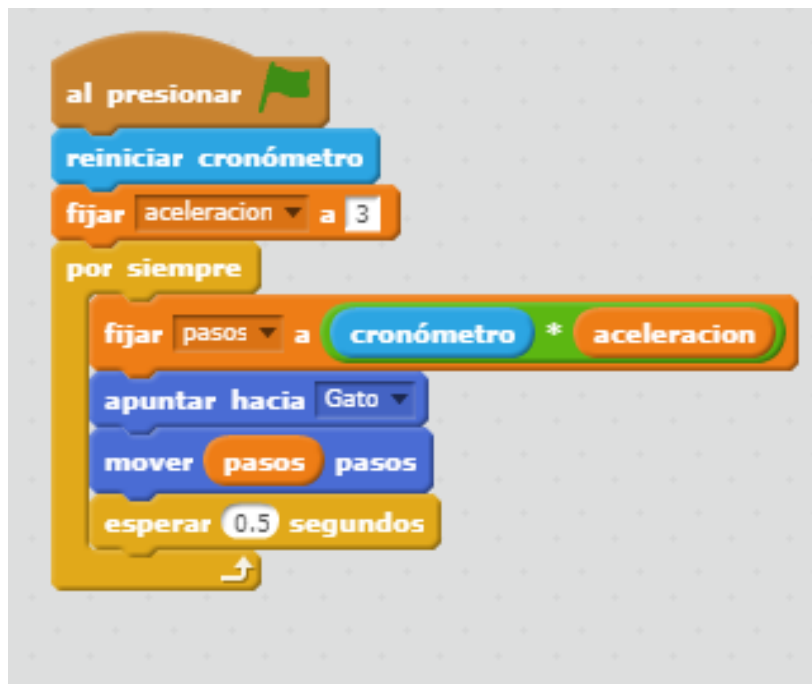 al presionar
reiniciar cronómetro
fijar aceleracion a 3
por siempre
fijar pasos a cronómetro * aceleracion
apuntar hacia Gato
mover pasos pasos
esperar 0.5 segundos